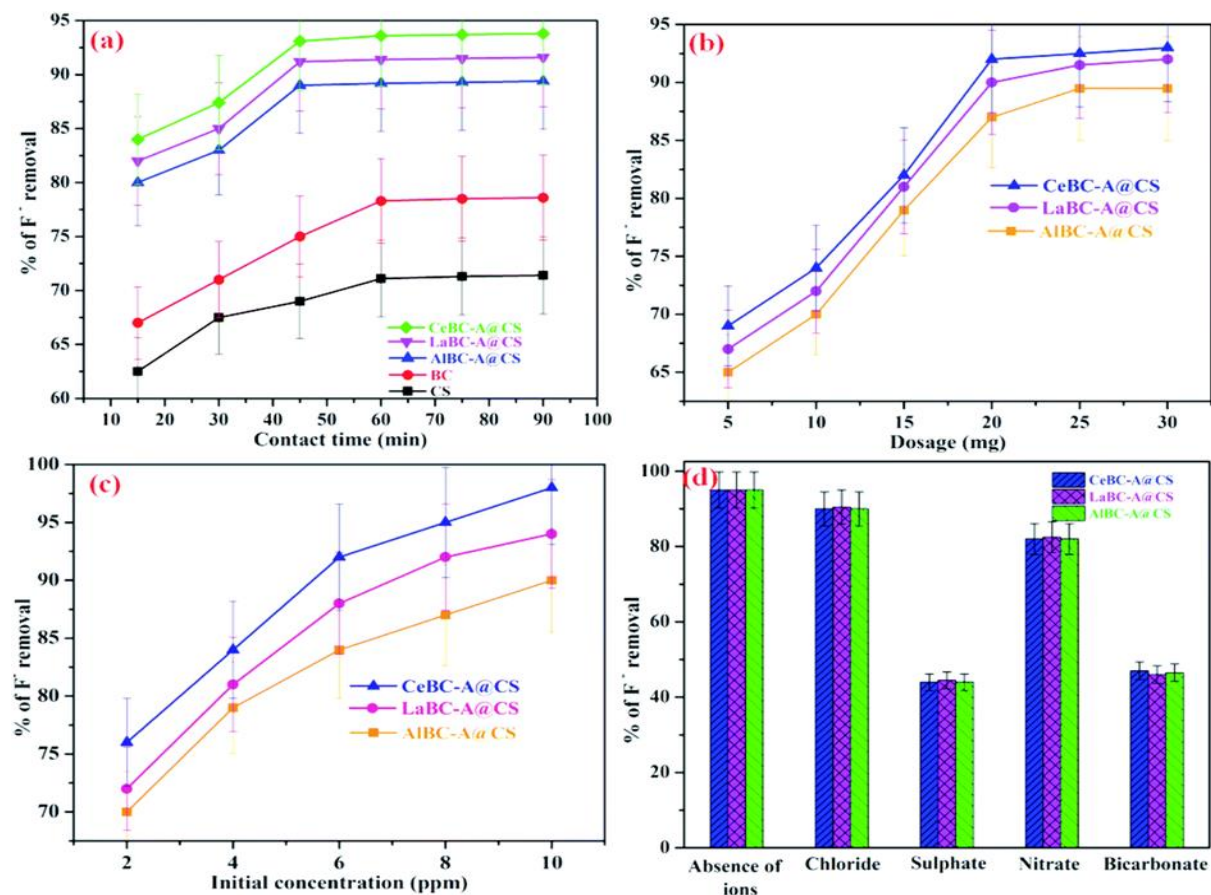 (a)
95
90
85
80
75
70
65
60
% of F⁻ removal
CeBC-A@CS
LaBC-A@CS
AlBC-A@CS
BC
CS
10 20 30 40 50 60 70 80 90 100
Contact time (min)
(b)
95
90
85
80
75
70
65
% of F⁻ removal
CeBC-A@CS
LaBC-A@CS
AlBC-A@CS
5 10 15 20 25 30
Dosage (mg)
(c)
100
95
90
85
80
75
70
% of F⁻ removal
CeBC-A@CS
LaBC-A@CS
AlBC-A@CS
2 4 6 8 10
Initial concentration (ppm)
(d)
100
80
60
40
20
0
% of F⁻ removal
CeBC-A@CS
LaBC-A@CS
AlBC-A@CS
Absence of Chloride Sulphate Nitrate Bicarbonate
ions